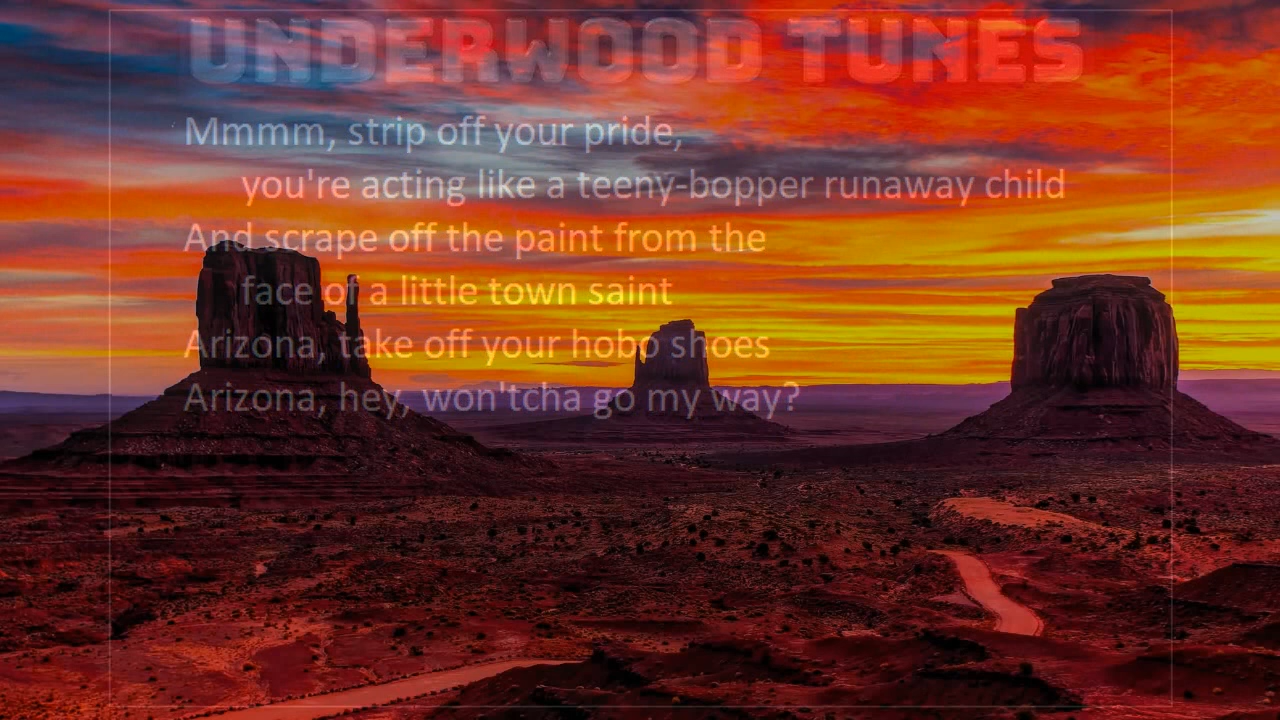 UNDERWOOD TUNES
Mmmm, strip off your pride,
you're acting like a teeny-bopper runaway child
And scrape off the paint from the
face of a little town saint
Arizona, take off your hobo shoes
Arizona, hey, won'tcha go my way?